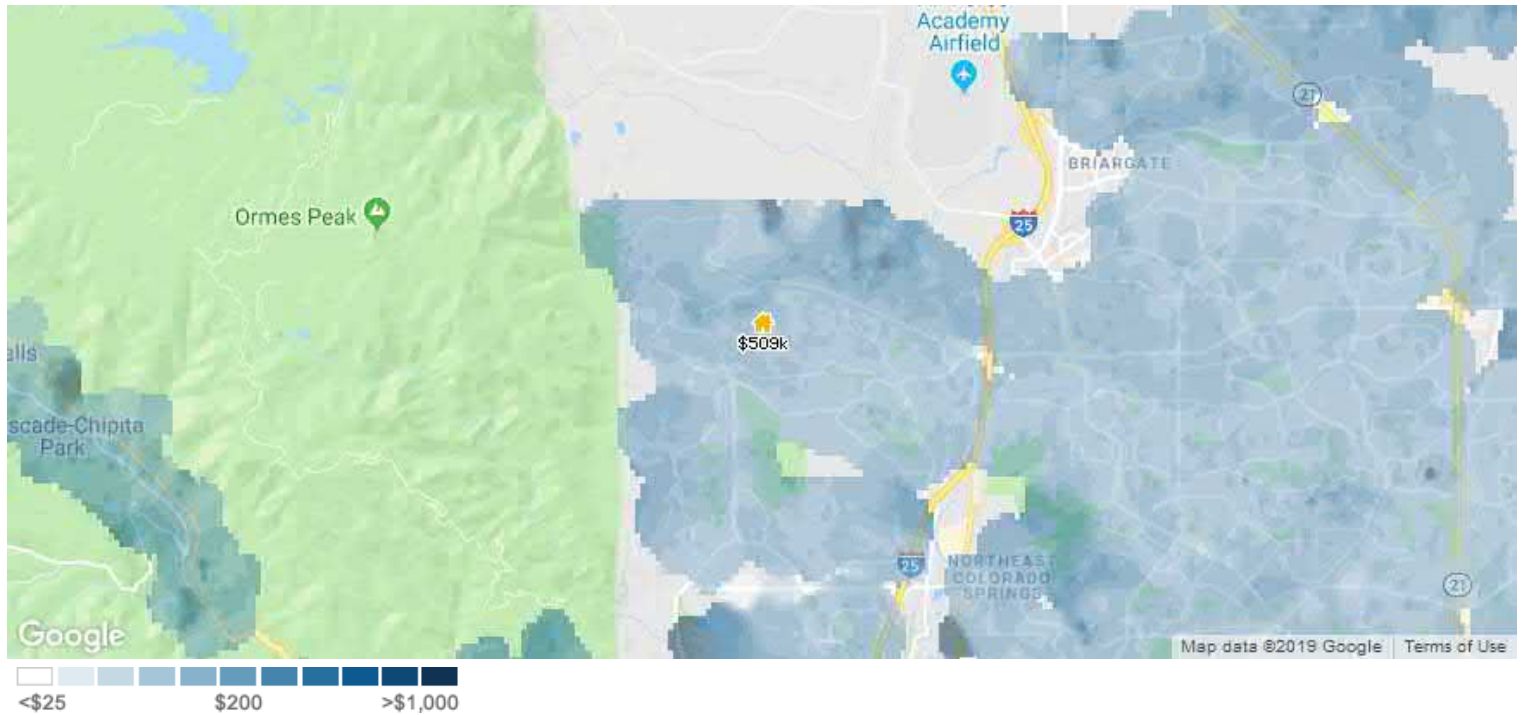 Academy
Airfield
21
BRIARGATE
Ormes Peak
25
$509k
alls
scade-Chipita
Park
25
NORTHEAST
COLORADO
SPRINGS
21
Google
Map data ©2019 Google
Terms of Use
<$25
$200
>$1,000